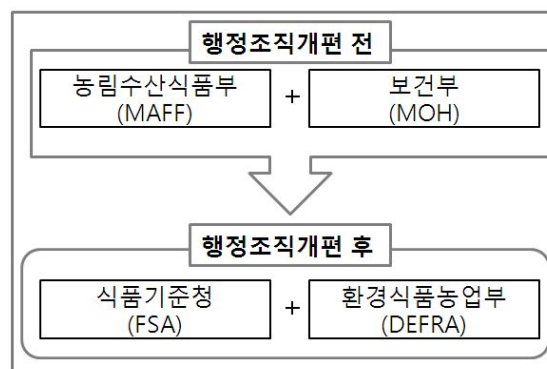 행정조직개편 전
농림수산식품부 + 보건부
(MAFF) (MOH)
행정조직개편 후
식품기준청 + 환경식품농업부
(FSA) (DEFRA)